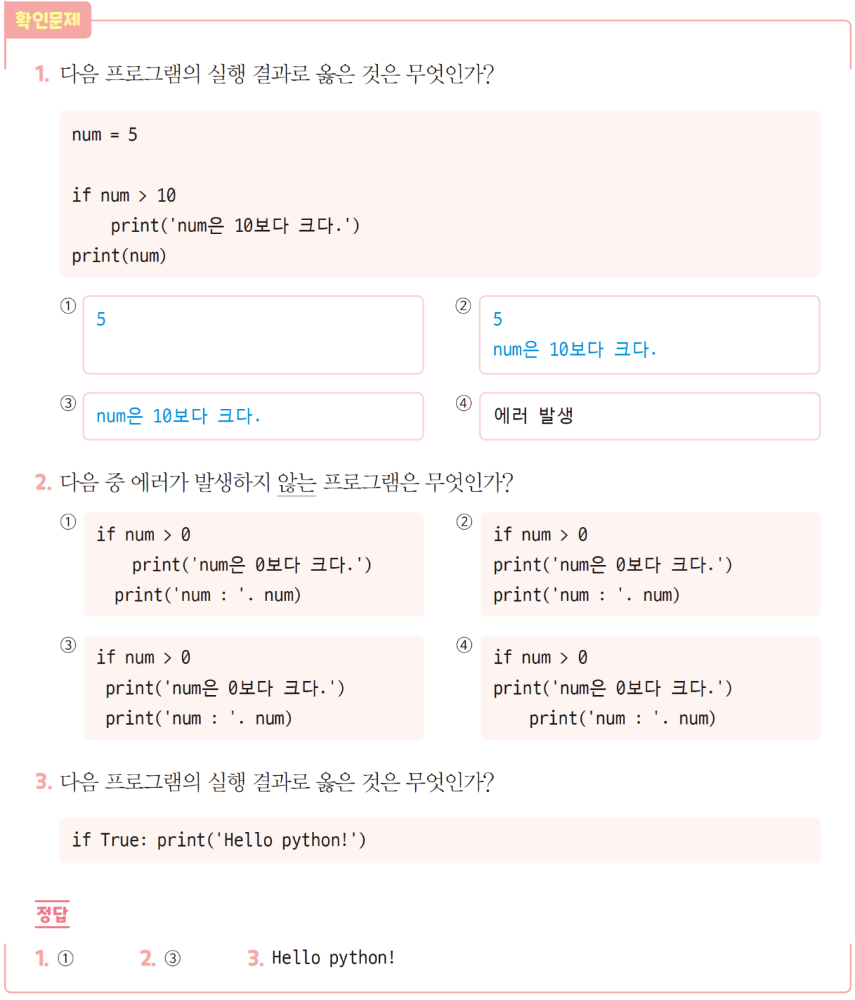 확인문제
1. 다음 프로그램의 실행 결과로 옳은 것은 무엇인가?
num = 5
if num > 10
    print('num은 10보다 크다.')
print(num)
① 5
② 5
num은 10보다 크다.
③ num은 10보다 크다.
④ 에러 발생
2. 다음 중 에러가 발생하지 않는 프로그램은 무엇인가?
① if num > 0
    print('num은 0보다 크다.')
  print('num : '. num)
② if num > 0
print('num은 0보다 크다.')
print('num : '. num)
③ if num > 0
 print('num은 0보다 크다.')
 print('num : '. num)
④ if num > 0
print('num은 0보다 크다.')
    print('num : '. num)
3. 다음 프로그램의 실행 결과로 옳은 것은 무엇인가?
if True: print('Hello python!')
정답
1. ① 2. ③ 3. Hello python!